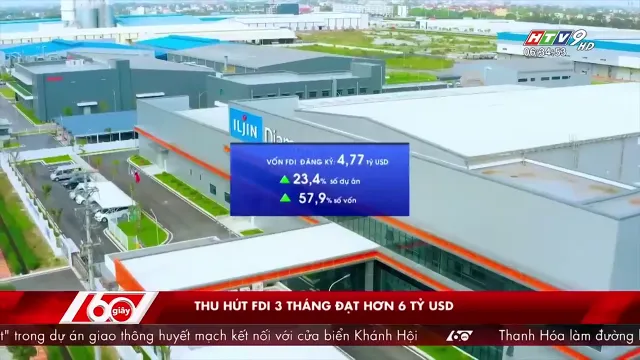 HTV9 HD
06:34:53
ILJIN Diam
VỐN FDI ĐĂNG KÝ: 4,77 TỶ USD
23,4% số dự án
57,9% số vốn
60 giây
THU HÚT FDI 3 THÁNG ĐẠT HƠN 6 TỶ USD
t" trong dự án giao thông huyết mạch kết nối với cửa biển Khánh Hội
60 Thanh Hóa làm đường